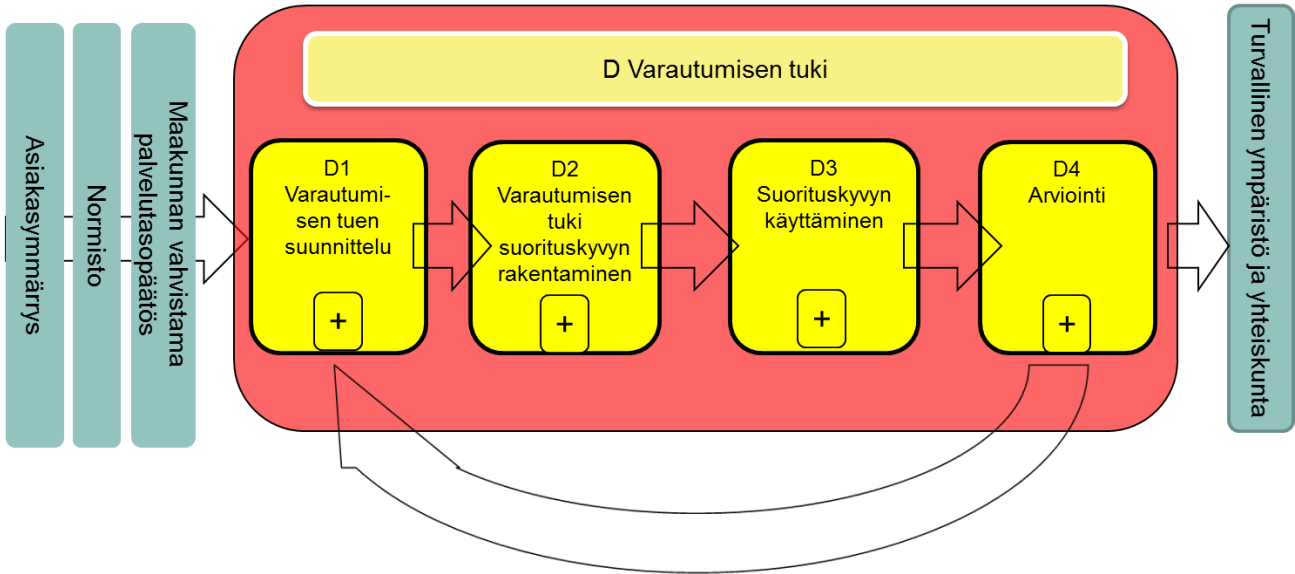 Asiakasymmärrys
Normisto
Maakunnan vahvistama
palvelutasopäätös
D Varautumisen tuki
D1
Varautumi-
sen tuen
suunnittelu
+
D2
Varautumisen
tuki
suorituskyvyn
rakentaminen
+
D3
Suorituskyvyn
käyttäminen
+
D4
Arviointi
+
Turvallinen ympäristö ja yhteiskunta